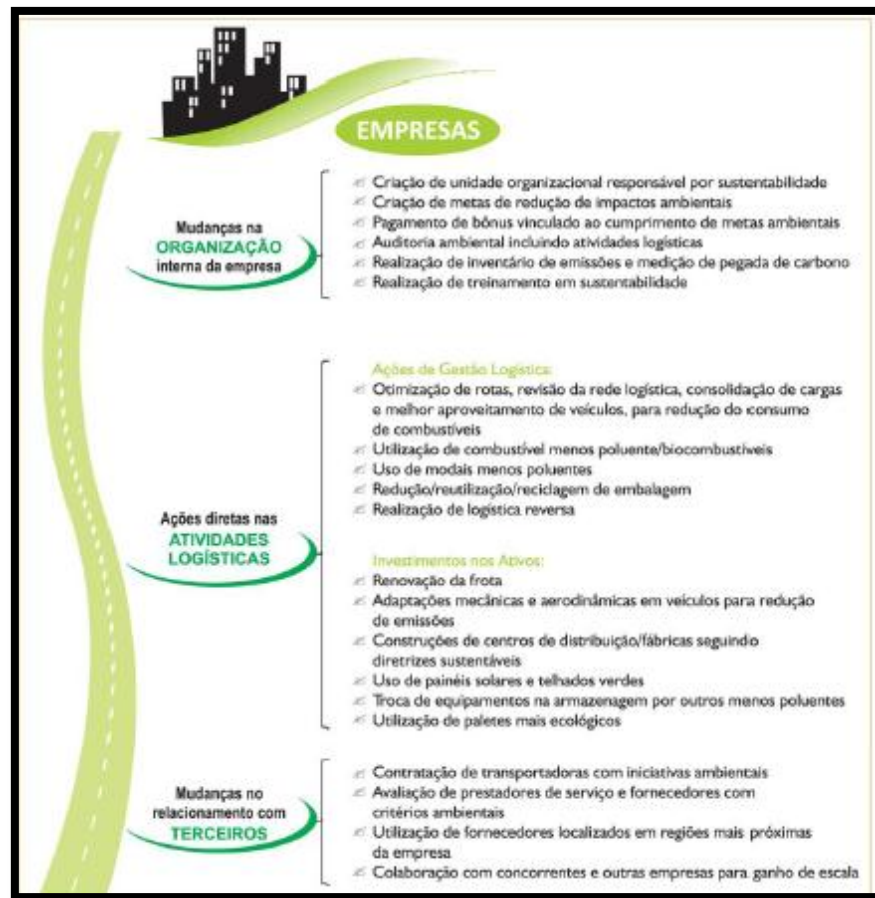 EMPRESAS
Mudanças na
ORGANIZAÇÃO
interna da empresa
Criação de unidade organizacional responsável por sustentabilidade
Criação de metas de redução de impactos ambientais
Pagamento de bônus vinculado ao cumprimento de metas ambientais
Auditoria ambiental incluindo atividades logísticas
Realização de inventário de emissões e medição de pegada de carbono
Realização de treinamento em sustentabilidade
Ações diretas nas
ATIVIDADES
LOGÍSTICAS
Ações de Gestão Logística:
Otimização de rotas, revisão da rede logística, consolidação de cargas
e melhor aproveitamento de veículos, para redução do consumo
de combustíveis
Utilização de combustível menos poluente/biocombustíveis
Uso de modais menos poluentes
Redução/reutilização/reciclagem de embalagem
Realização de logística reversa
Investimentos nos Ativos:
Renovação da frota
Adaptações mecânicas e aerodinâmicas em veículos para redução
de emissões
Construções de centros de distribuição/fábricas seguindo
diretrizes sustentáveis
Uso de painéis solares e telhados verdes
Troca de equipamentos na armazenagem por outros menos poluentes
Utilização de paletes mais ecológicos
Mudanças no
relacionamento com
TERCEIROS
Contratação de transportadoras com iniciativas ambientais
Avaliação de prestadores de serviço e fornecedores com
critérios ambientais
Utilização de fornecedores localizados em regiões mais próximas
da empresa
Colaboração com concorrentes e outras empresas para ganho de escala